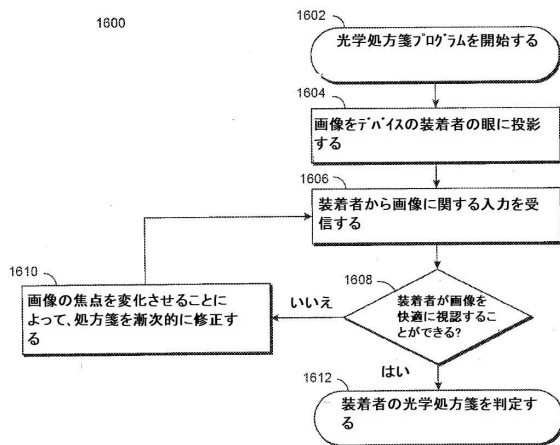 1600
1602
光学処方箋プログラムを開始する
1604
画像をデバイスの装着者の眼に投影
する
1606
装着者から画像に関する入力を受
信する
1608
装着者が画像を
快適に視認するこ
とができる?
いいえ
1610
画像の焦点を変化させることに
よって、処方箋を漸次的に修正す
る
はい
1612
装着者の光学処方箋を判定する